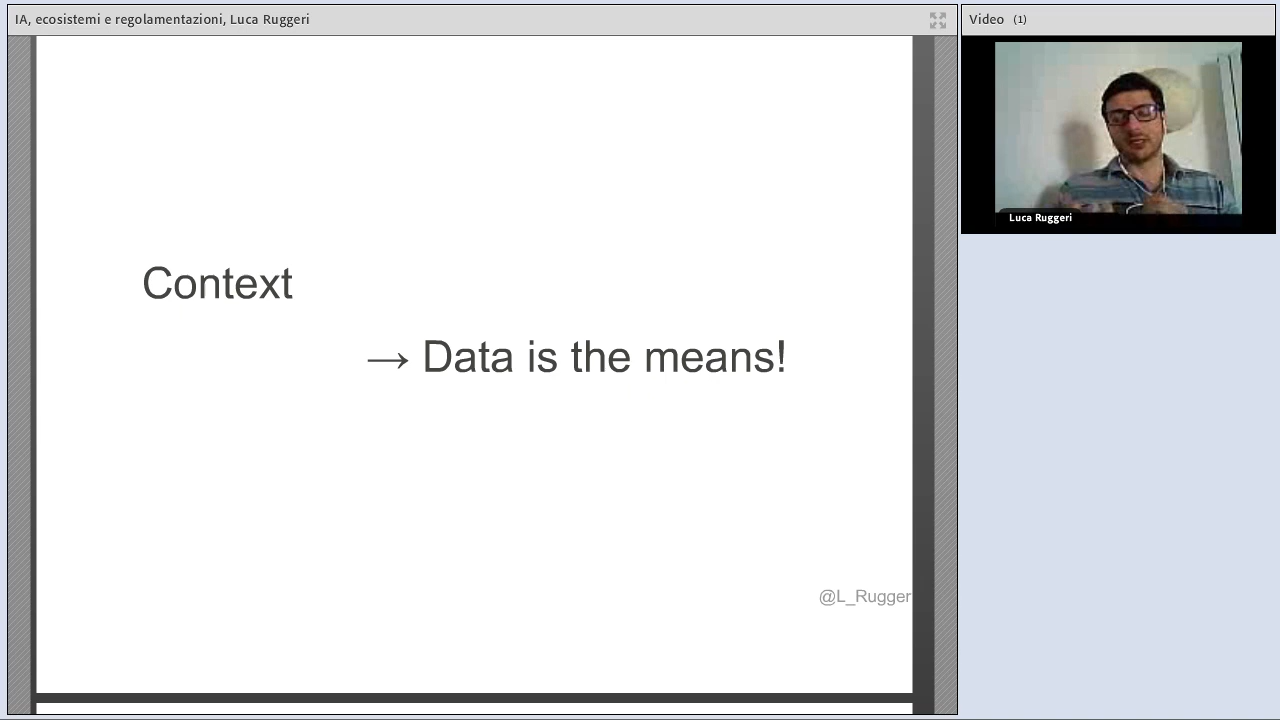 IA, ecosistemi e regolamentazioni, Luca Ruggeri
Video (1)
Luca Ruggeri
Context
→ Data is the means!
@L_Rugger